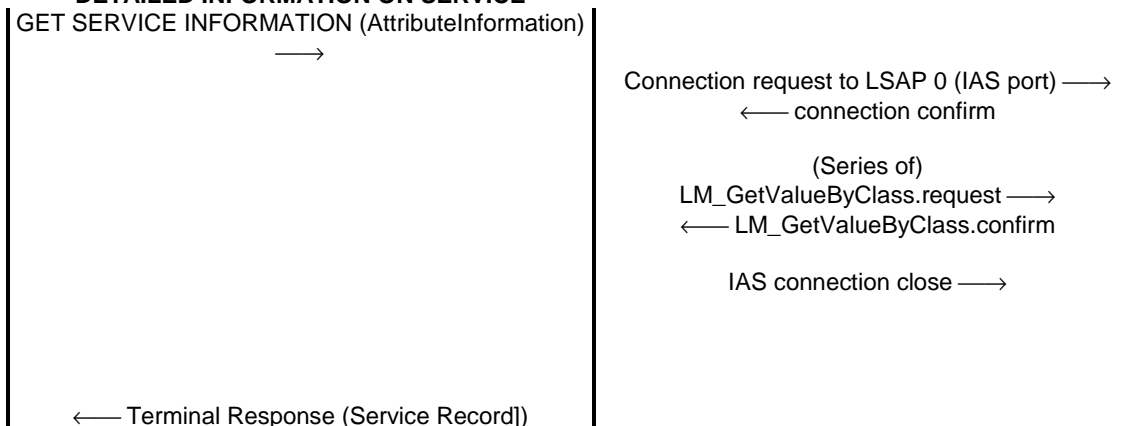 DETAILED INFORMATION ON SERVICE
GET SERVICE INFORMATION (AttributeInformation)
⟶
Connection request to LSAP 0 (IAS port) ⟶
⟵ connection confirm
(Series of)
LM_GetValueByClass.request ⟶
⟵ LM_GetValueByClass.confirm
IAS connection close ⟶
⟵ Terminal Response (Service Record])